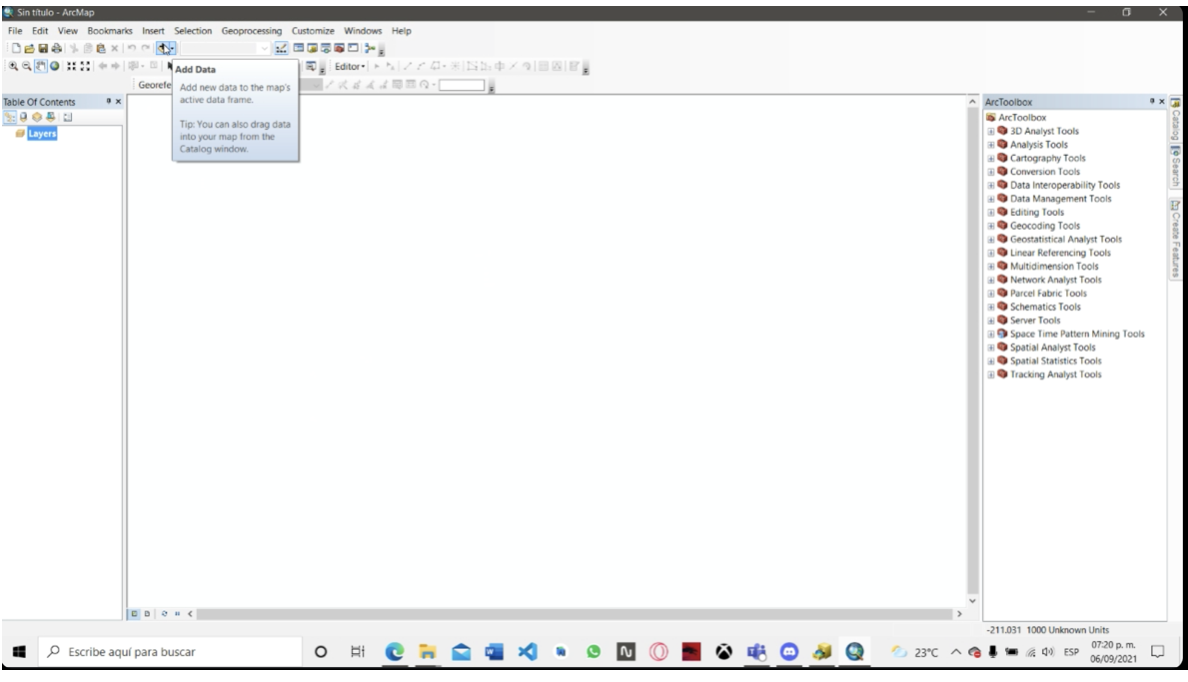 Sin título - ArcMap
File Edit View Bookmarks Insert Selection Geoprocessing Customize Windows Help
Editor
Georefe
Add Data
Add new data to the map's
active data frame.
Tip: You can also drag data
into your map from the
Catalog window.
Table Of Contents
Layers
ArcToolbox
ArcToolbox
3D Analyst Tools
Analysis Tools
Cartography Tools
Conversion Tools
Data Interoperability Tools
Data Management Tools
Editing Tools
Geocoding Tools
Geostatistical Analyst Tools
Linear Referencing Tools
Multidimension Tools
Network Analyst Tools
Parcel Fabric Tools
Schematics Tools
Server Tools
Space Time Pattern Mining Tools
Spatial Analyst Tools
Spatial Statistics Tools
Tracking Analyst Tools
Catalog
Search
Create Features
-211.031 1000 Unknown Units
Escribe aquí para buscar
23°C
ESP
07:20 p. m.
06/09/2021